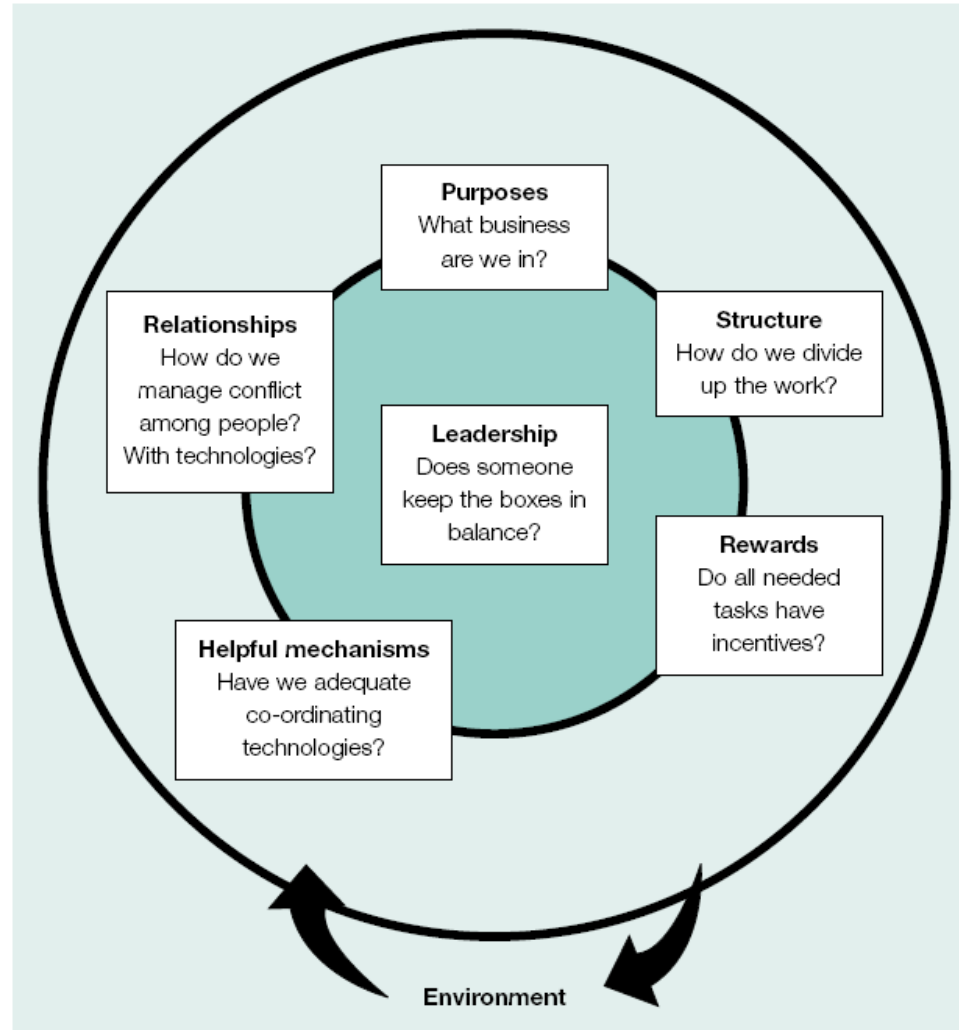 Purposes
What business
are we in?
Relationships
How do we
manage conflict
among people?
With technologies?
Structure
How do we divide
up the work?
Leadership
Does someone
keep the boxes in
balance?
Rewards
Do all needed
tasks have
incentives?
Helpful mechanisms
Have we adequate
co-ordinating
technologies?
Environment